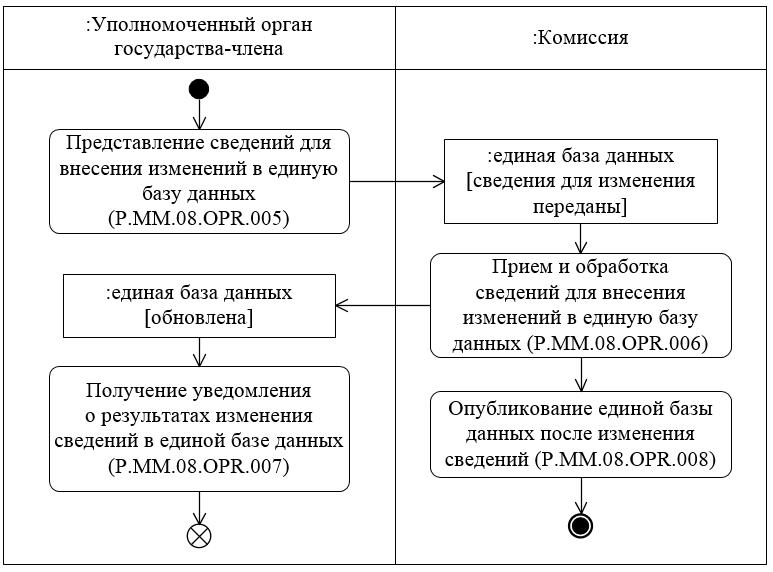 :Уполномоченный орган
государства-члена
:Комиссия
Представление сведений для
внесения изменений в единую
базу данных
(P.MM.08.OPR.005)
:единая база данных
[сведения для изменения
переданы]
Прием и обработка
сведений для внесения
изменений в единую базу
данных (P.MM.08.OPR.006)
:единая база данных
[обновлена]
Получение уведомления
о результатах изменения
сведений в единой базе данных
(P.MM.08.OPR.007)
Опубликование единой базы
данных после изменения
сведений (P.MM.08.OPR.008)